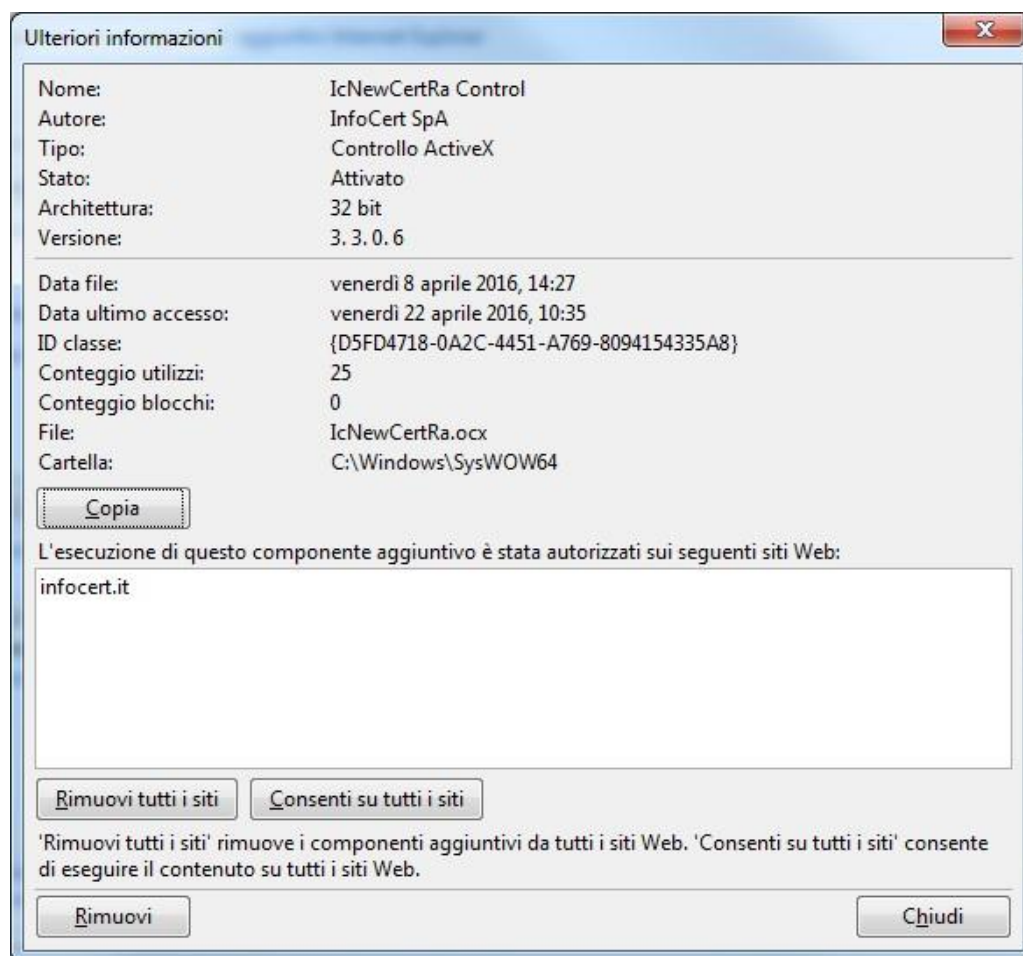 Ulteriori informazioni
Nome: IcNewCertRa Control
Autore: InfoCert SpA
Tipo: Controllo ActiveX
Stato: Attivato
Architettura: 32 bit
Versione: 3. 3. 0. 6
Data file: venerdì 8 aprile 2016, 14:27
Data ultimo accesso: venerdì 22 aprile 2016, 10:35
ID classe: {D5FD4718-0A2C-4451-A769-8094154335A8}
Conteggio utilizzi: 25
Conteggio blocchi: 0
File: IcNewCertRa.ocx
Cartella: C:\Windows\SysWOW64
Copia
L'esecuzione di questo componente aggiuntivo è stata autorizzati sui seguenti siti Web:
infocert.it
Rimuovi tutti i siti Consenti su tutti i siti
'Rimuovi tutti i siti' rimuove i componenti aggiuntivi da tutti i siti Web. 'Consenti su tutti i siti' consente
di eseguire il contenuto su tutti i siti Web.
Rimuovi Chiudi